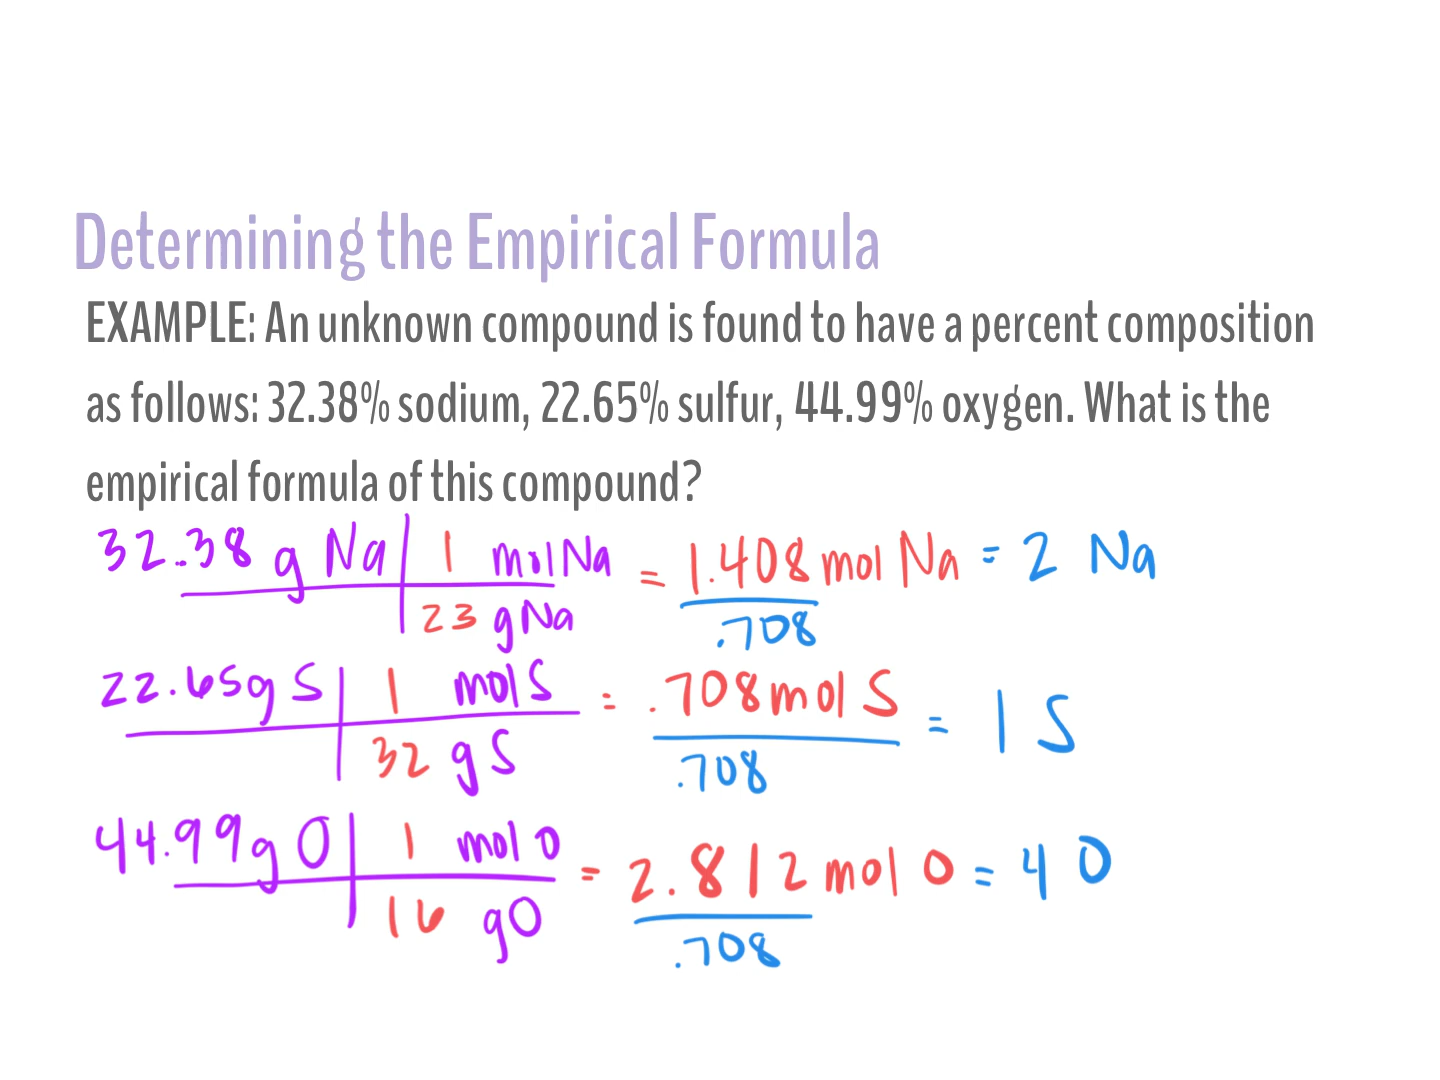 Determining the Empirical Formula
EXAMPLE: An unknown compound is found to have a percent composition
as follows: 32.38% sodium, 22.65% sulfur, 44.99% oxygen. What is the
empirical formula of this compound?
32.38 g Na | 1 mol Na = 1.408 mol Na = 2 Na
23 g Na .708
22.65g S | 1 mol S = .708 mol S = 1 S
32 g S .708
44.99g O | 1 mol O = 2.812 mol O = 4 O
16 g O .708